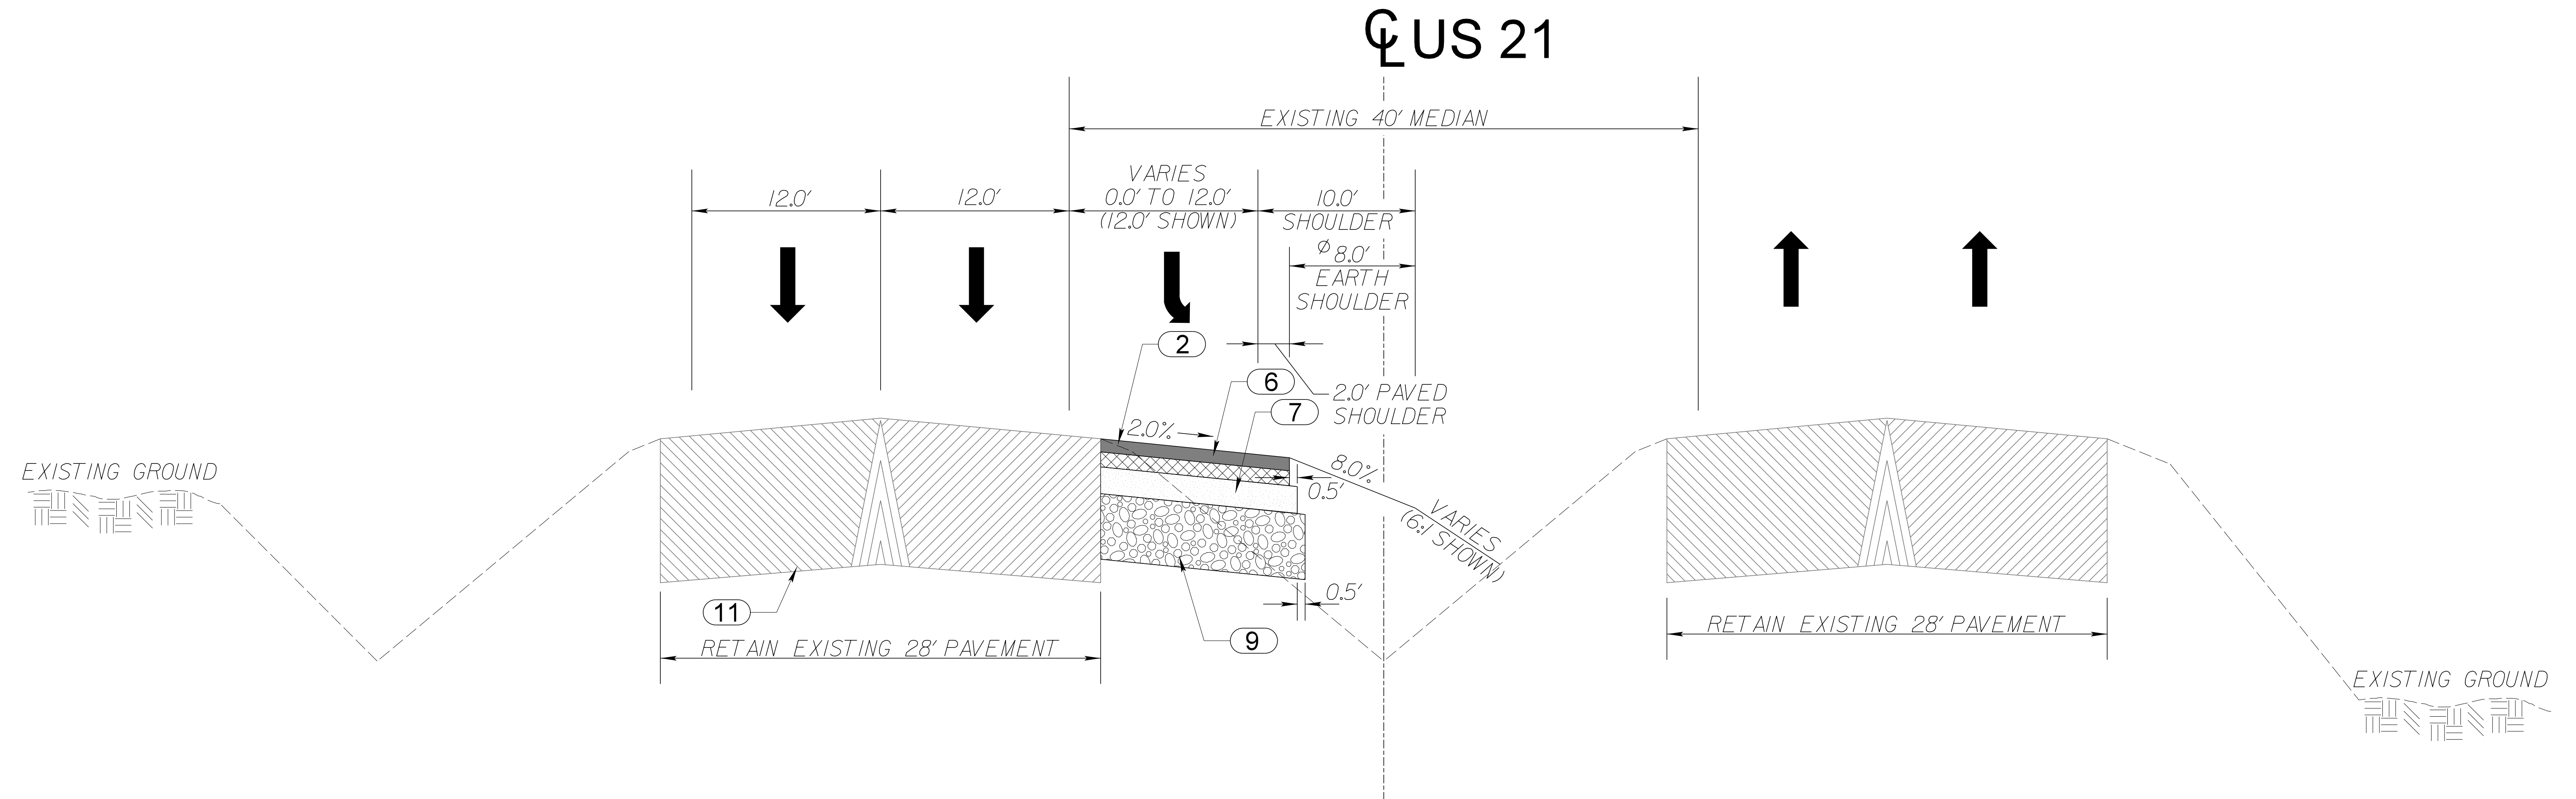 ℄ US 21
EXISTING 40' MEDIAN
12.0'
12.0'
VARIES
0.0' TO 12.0'
(12.0' SHOWN)
10.0'
SHOULDER
Ø 8.0'
EARTH
SHOULDER
2
6
7
2.0' PAVED
SHOULDER
2.0%
8.0%
0.5'
VARIES
(6:1 SHOWN)
EXISTING GROUND
0.5'
11
9
RETAIN EXISTING 28' PAVEMENT
RETAIN EXISTING 28' PAVEMENT
EXISTING GROUND